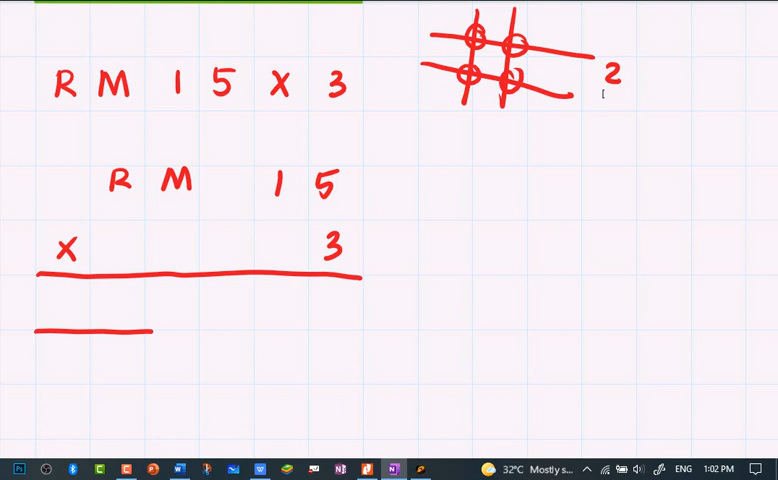 RM 15 X 3
2
RM 15
X 3
32°C Mostly s... ENG 1:02 PM